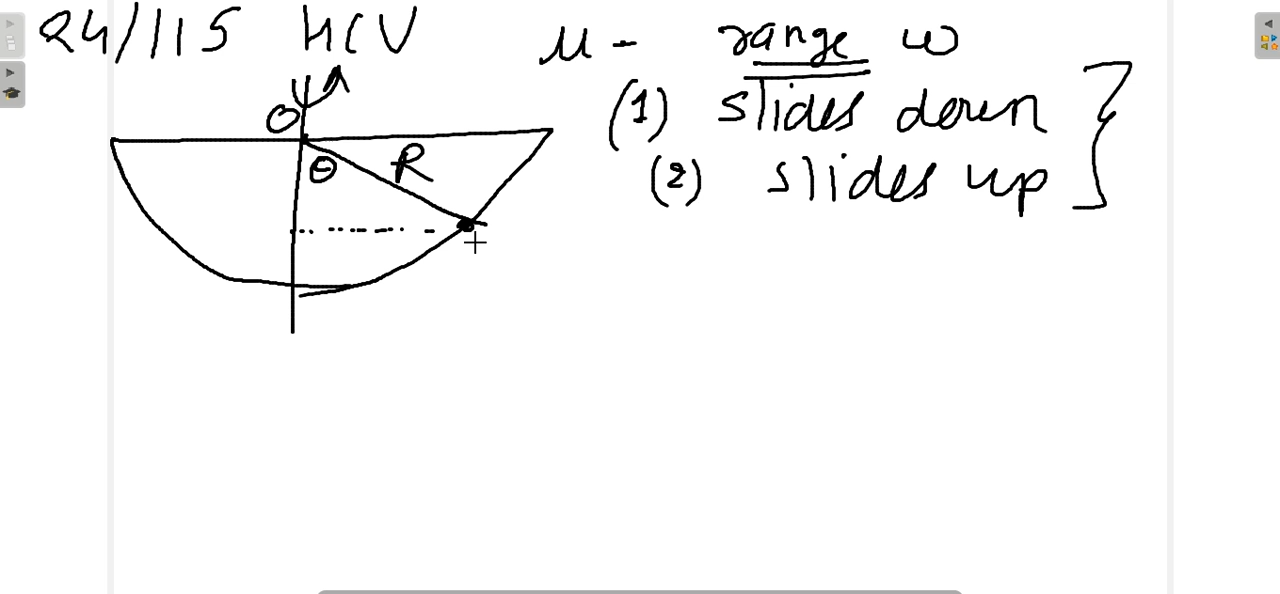 24/115 HCV
μ - range ω
(1) slides down
(2) slides up
O
θ R